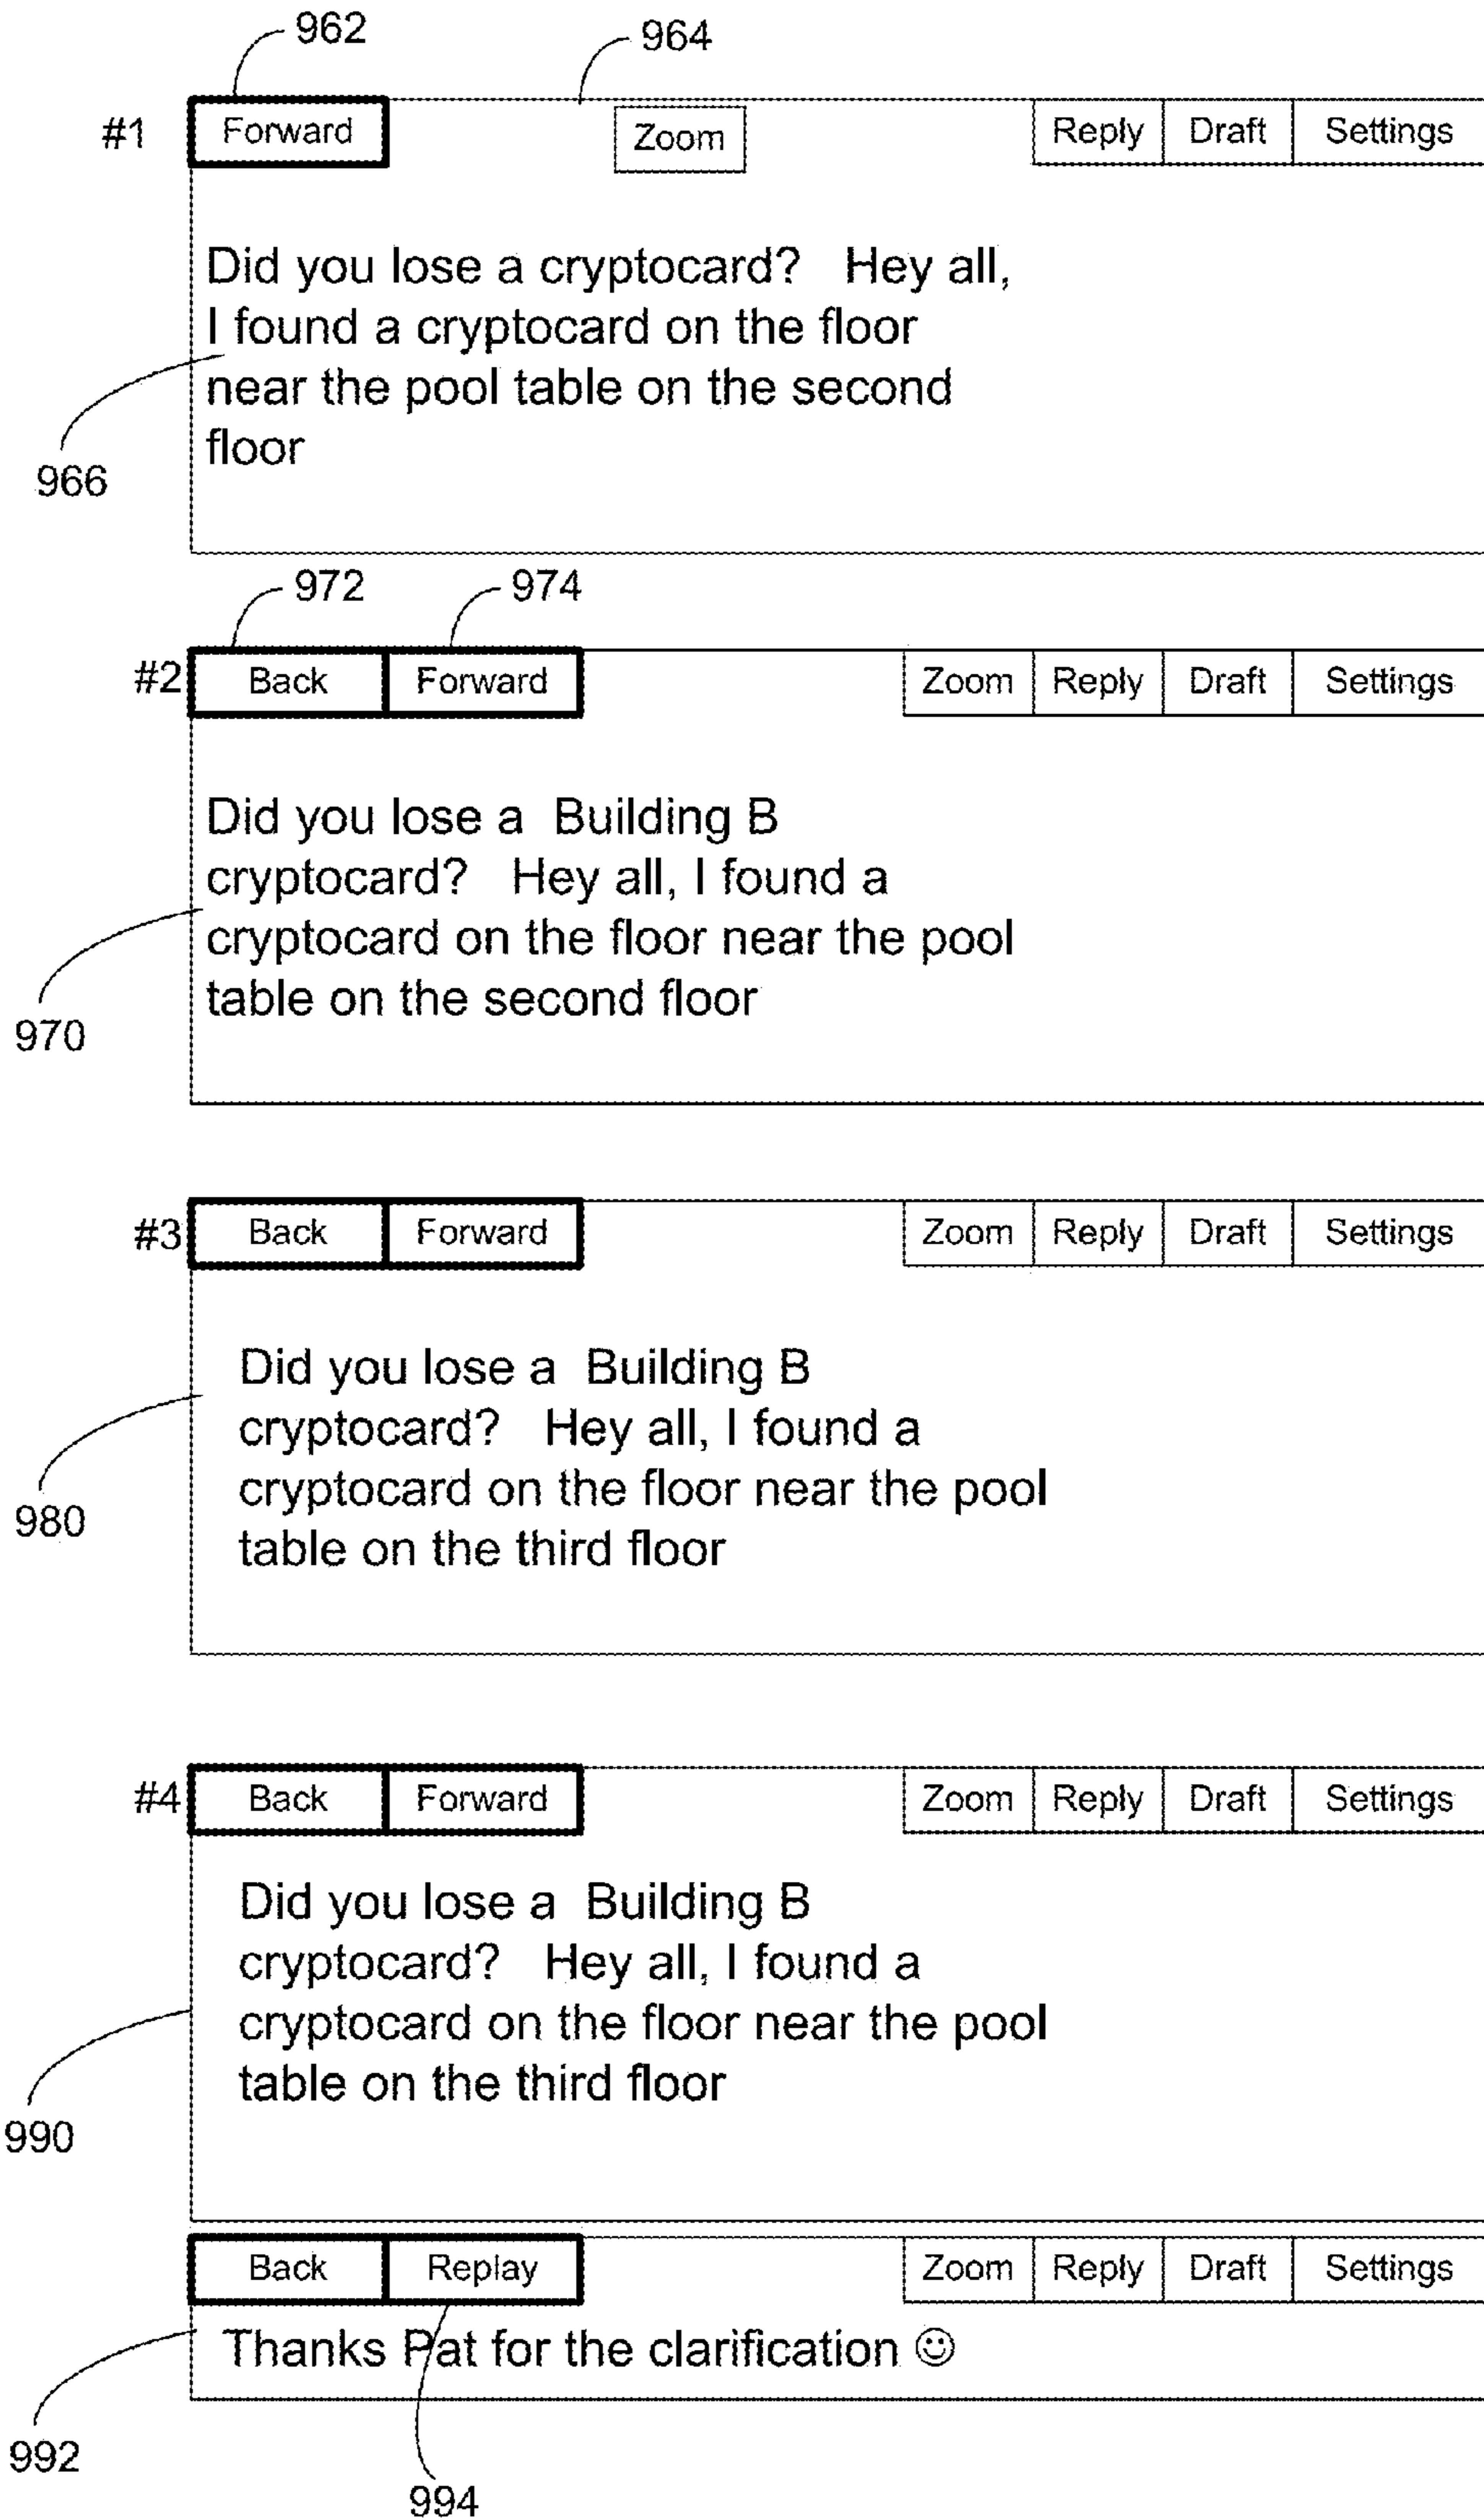 962
964
#1 Forward Zoom Reply Draft Settings
Did you lose a cryptocard? Hey all,
I found a cryptocard on the floor
near the pool table on the second
floor
966
972 974
#2 Back Forward Zoom Reply Draft Settings
Did you lose a Building B
cryptocard? Hey all, I found a
cryptocard on the floor near the pool
table on the second floor
970
#3 Back Forward Zoom Reply Draft Settings
Did you lose a Building B
cryptocard? Hey all, I found a
cryptocard on the floor near the pool
table on the third floor
980
#4 Back Forward Zoom Reply Draft Settings
Did you lose a Building B
cryptocard? Hey all, I found a
cryptocard on the floor near the pool
table on the third floor
990
Back Replay Zoom Reply Draft Settings
Thanks Pat for the clarification ☺
992
994